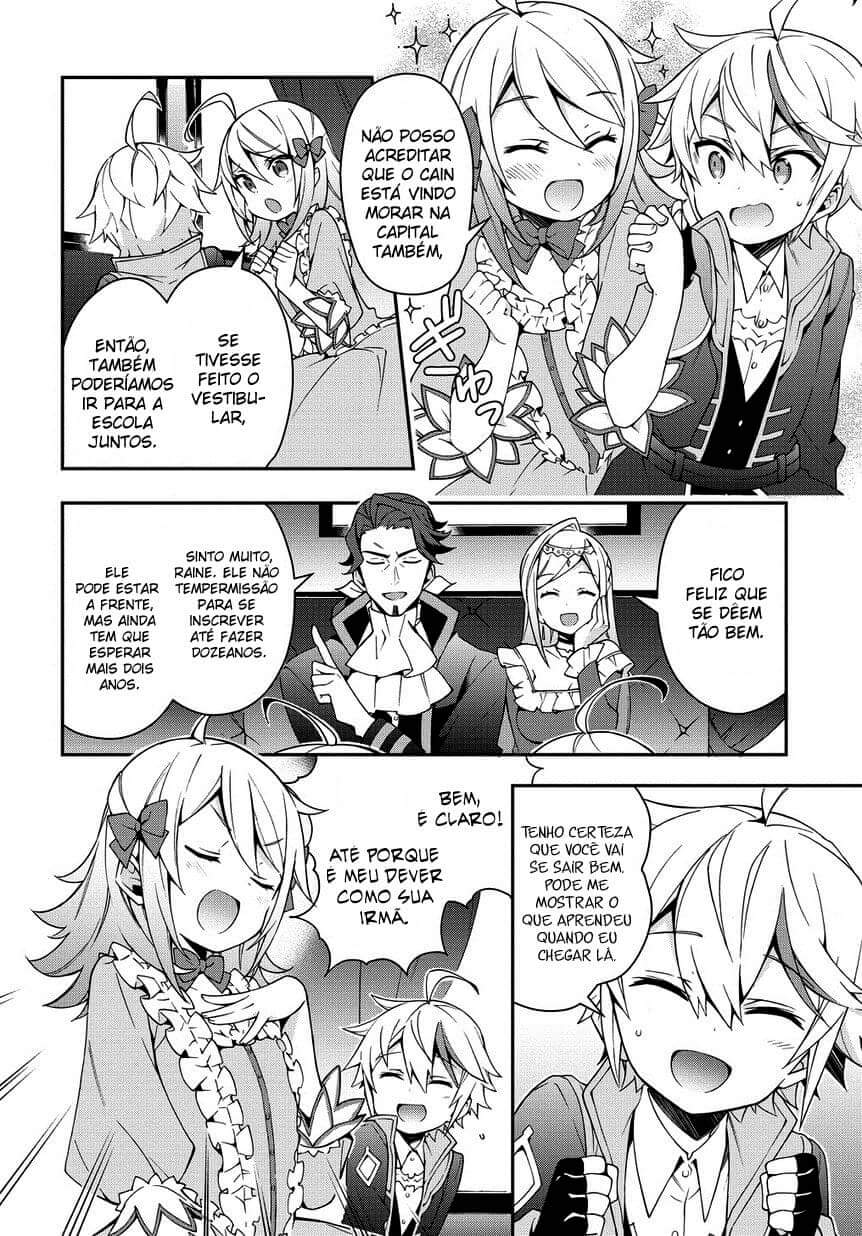 NÃO POSSO
ACREDITAR
QUE O CAIN
ESTÁ VINDO
MORAR NA
CAPITAL
TAMBÉM,
ぎゅっ
SE
TIVESSE
FEITO O
VESTIBU-
LAR,
ENTÃO,
TAMBÉM
PODERÍAMOS
IR PARA A
ESCOLA
JUNTOS.
FICO
FELIZ QUE
SE DÊEM
TÃO BEM.
SINTO MUITO,
RAINE. ELE NÃO
TEMPERMISSÃO
PARA SE
INSCREVER
ATÉ FAZER
DOZEANOS.
ELE
PODE ESTAR
A FRENTE,
MAS AINDA
TEM QUE
ESPERAR
MAIS DOIS
ANOS.
TENHO CERTEZA
QUE VOCÊ VAI
SE SAIR BEM.
PODE ME
MOSTRAR O
QUE APRENDEU
QUANDO EU
CHEGAR LÁ.
BEM,
É CLARO!
ATÉ PORQUE
É MEU DEVER
COMO SUA
IRMÃ.